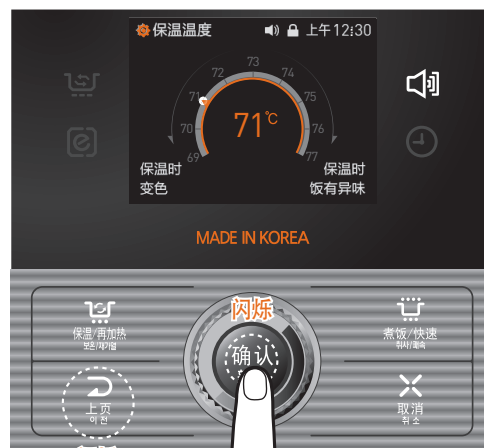 保温温度
上午12:30
69
70
71
72
73
74
75
76
77
71℃
保温时
变色
保温时
饭有异味
MADE IN KOREA
闪烁
确认
保温/再加热
보온/재가열
煮饭/快速
취사/쾌속
上页
이전
取消
취소